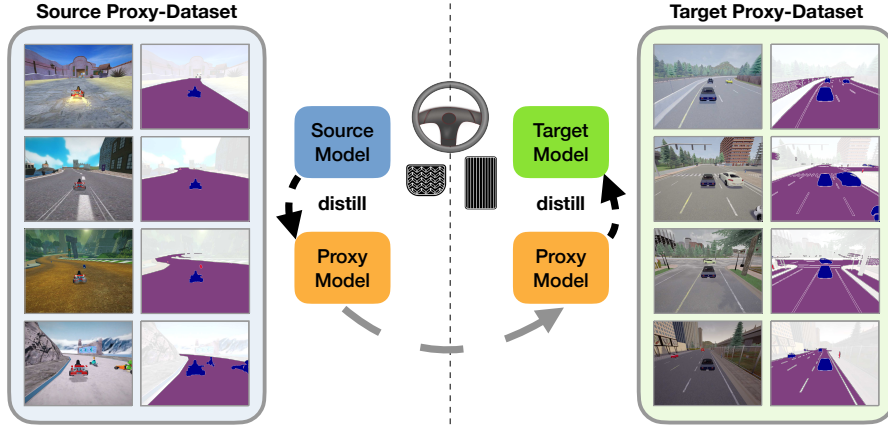 Source Proxy-Dataset
Target Proxy-Dataset
Source
Model
distill
Proxy Model
Target
Model
distill
Proxy Model